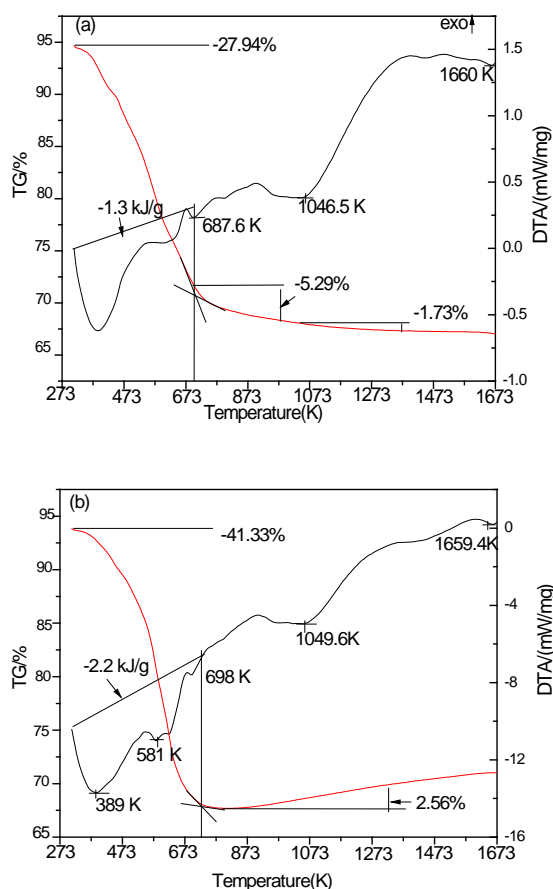 (a)
exo
95
90
85
80
75
70
65
TG/%
1.5
1.0
0.5
0.0
-0.5
-1.0
DTA/(mW/mg)
-27.94%
1660 K
-1.3 kJ/g
687.6 K
1046.5 K
-5.29%
-1.73%
273 473 673 873 1073 1273 1473 1673
Temperature(K)
(b)
95
90
85
80
75
70
65
TG/%
0
-4
-8
-12
-16
DTA/(mW/mg)
-41.33%
1659.4K
-2.2 kJ/g
698 K
1049.6K
581 K
389 K
2.56%
273 473 673 873 1073 1273 1473 1673
Temperature(K)